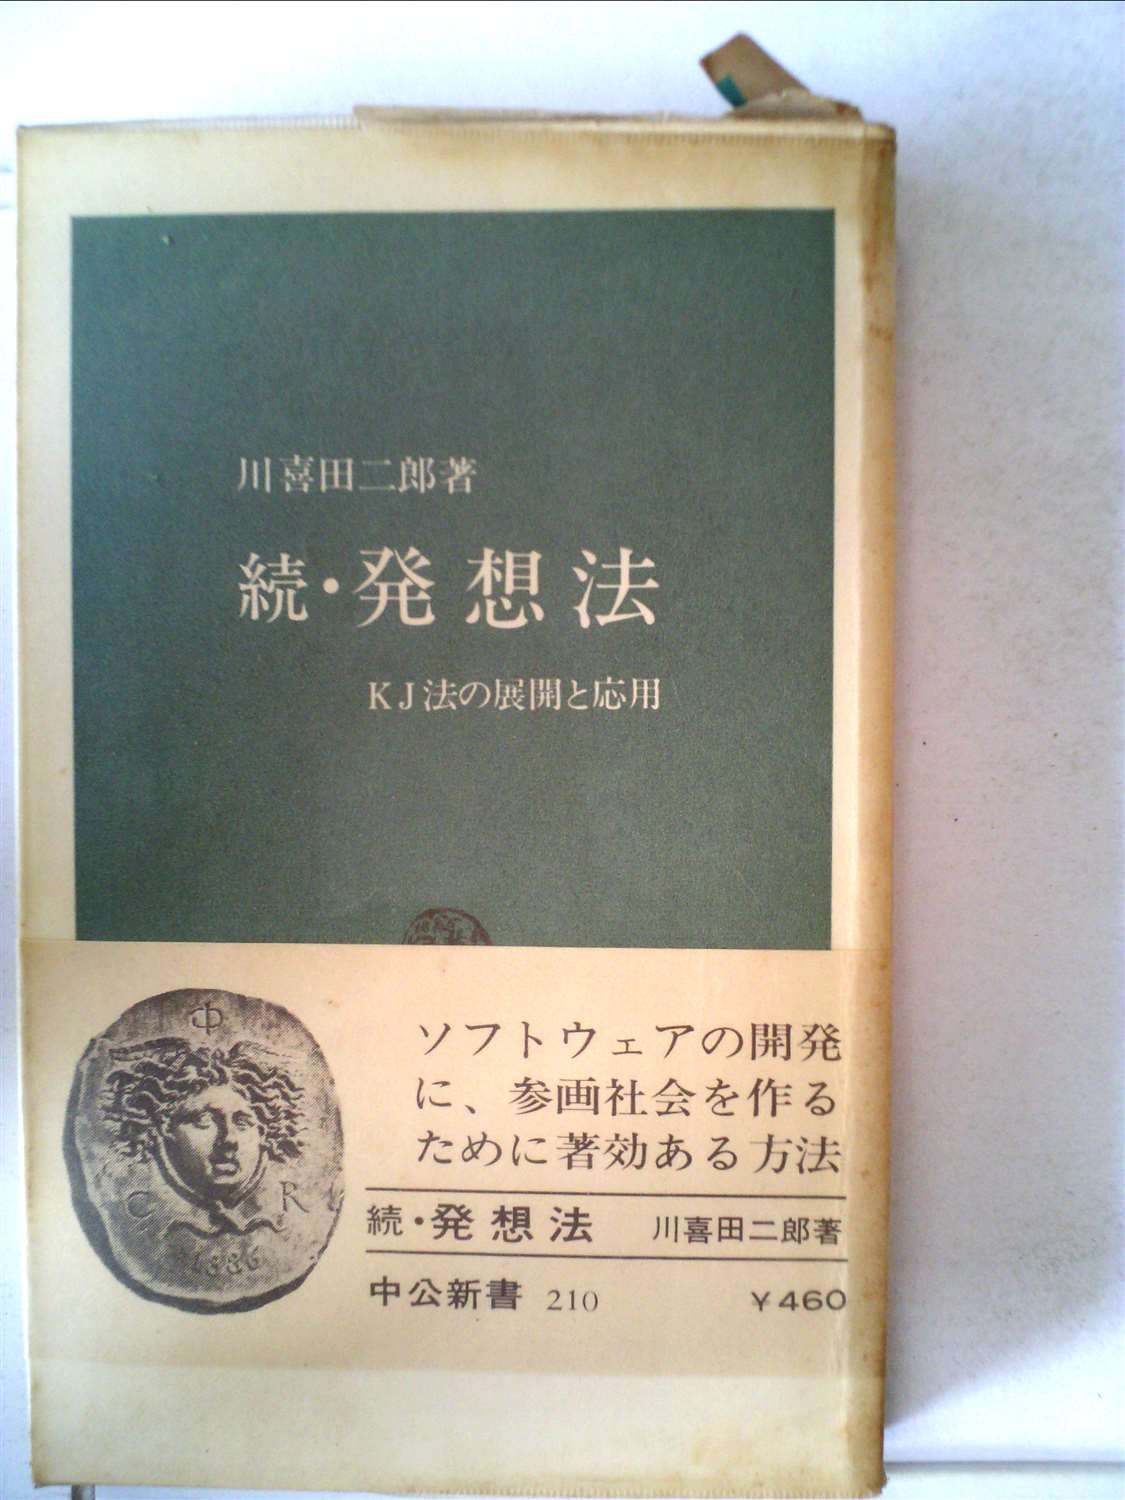 川喜田二郎著
続・発想法
KJ法の展開と応用
ソフトウェアの開発
に、参画社会を作る
ために著効ある方法
続・発想法 川喜田二郎著
中公新書 210 ¥460
Φ
C R
1886